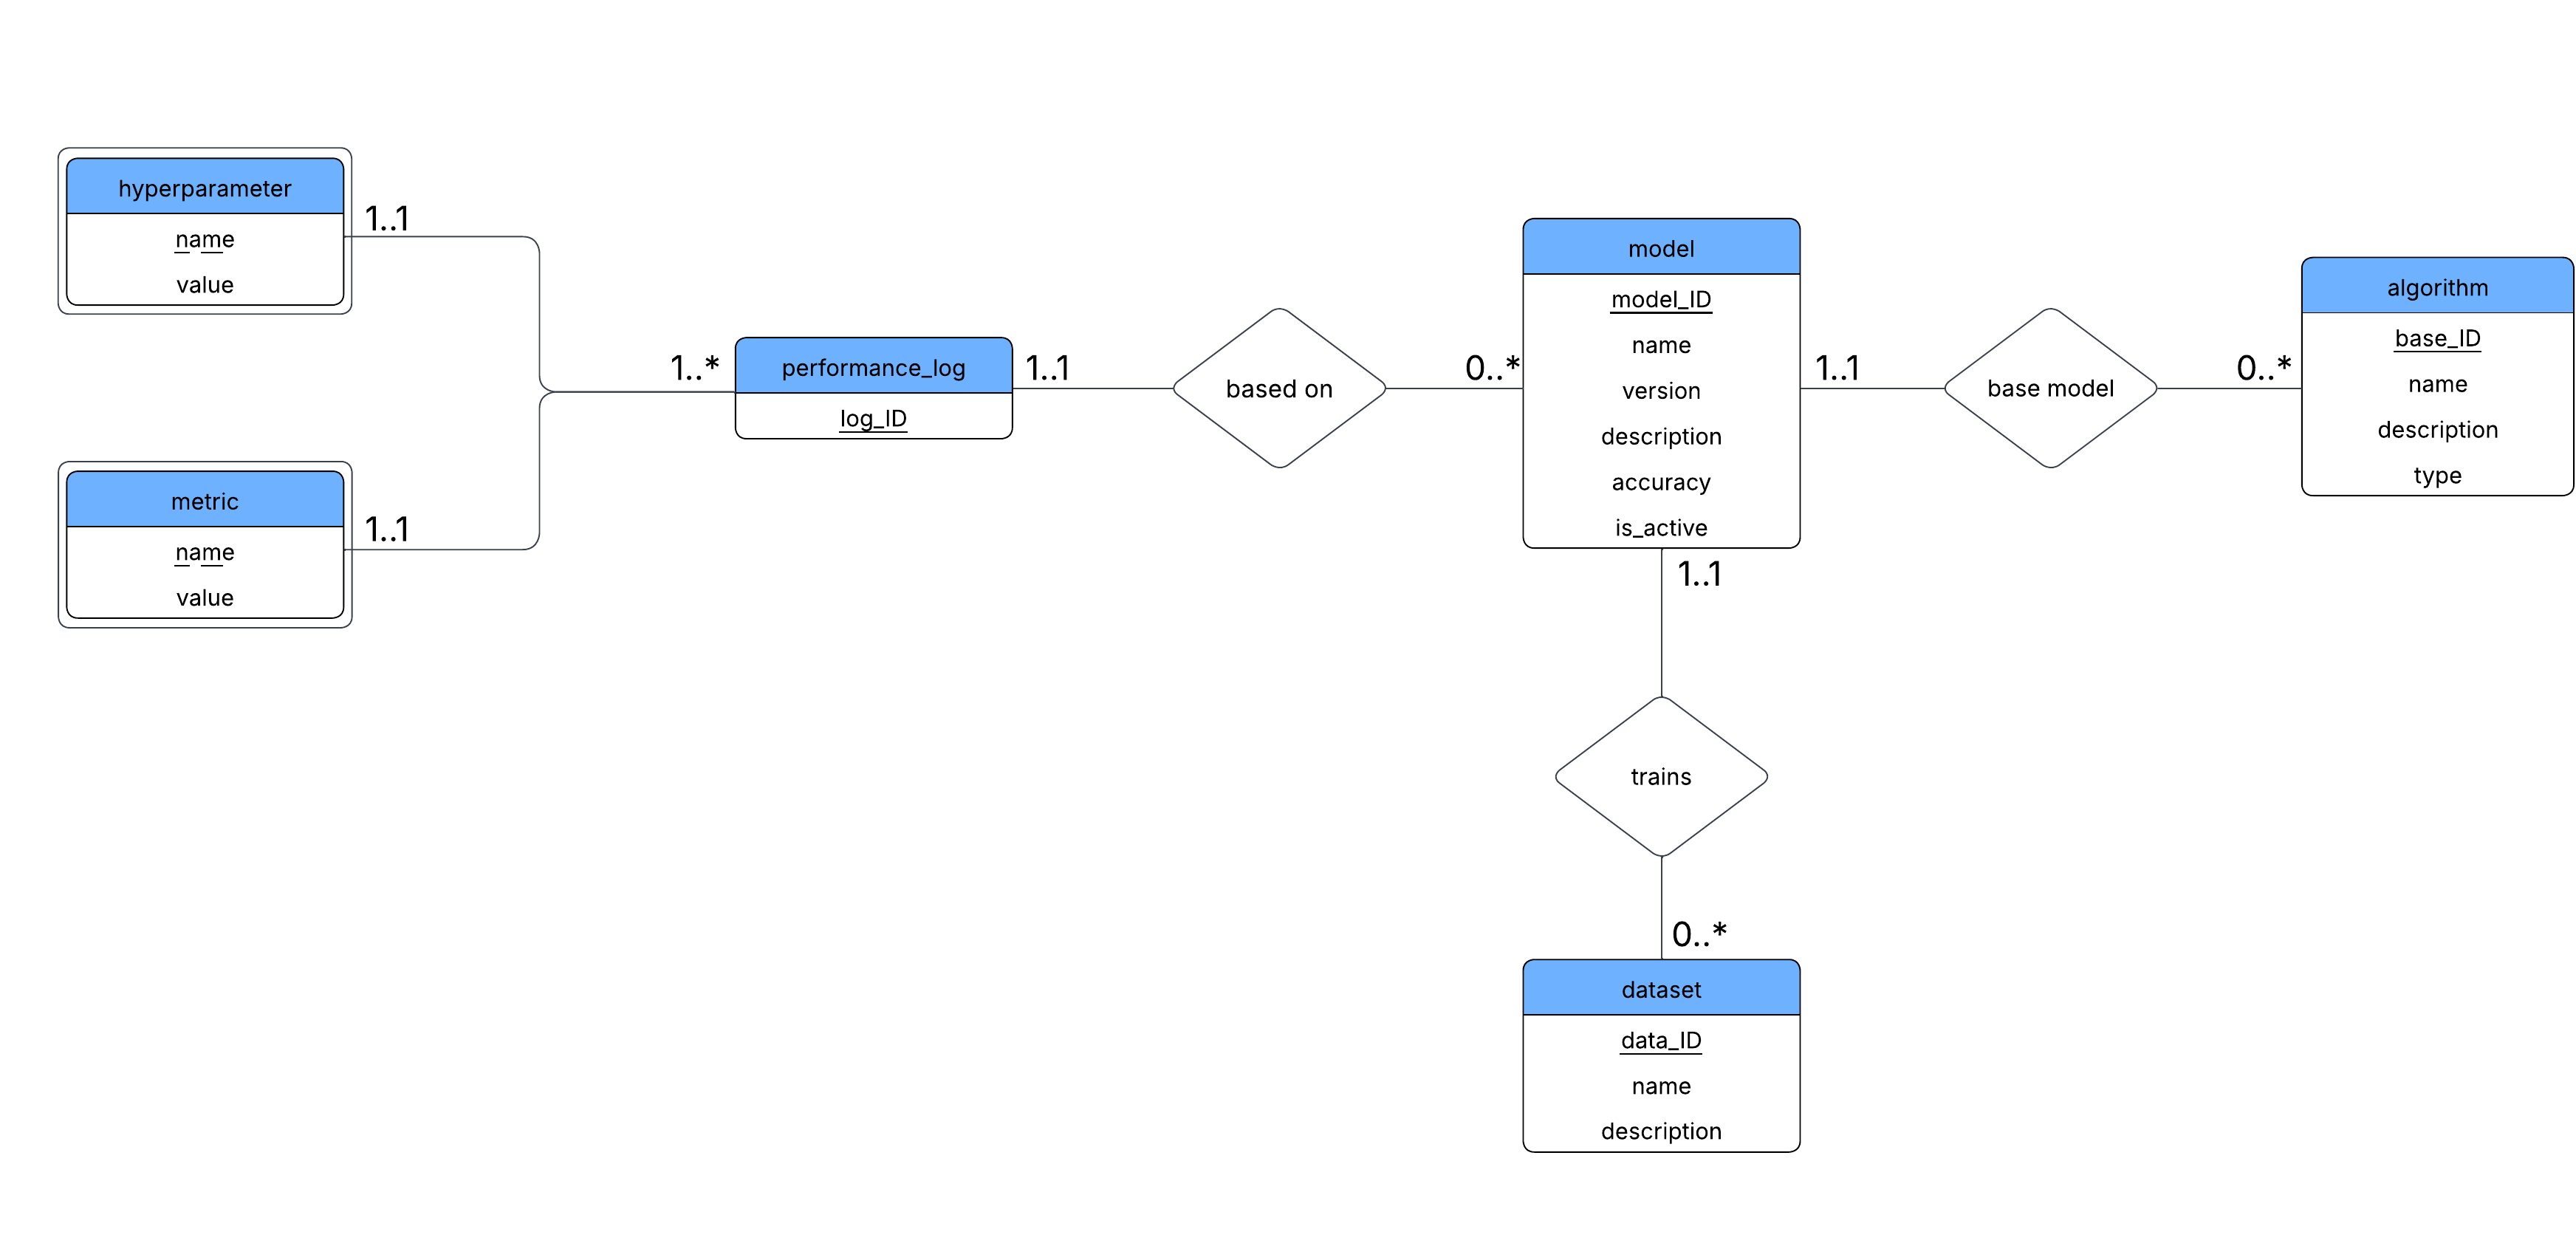 hyperparameter
name
value
1..1
metric
name
value
1..1
1..*
performance_log
log_ID
1..1
based on
0..*
model
model_ID
name
version
description
accuracy
is_active
1..1
base model
0..*
algorithm
base_ID
name
description
type
1..1
trains
0..*
dataset
data_ID
name
description